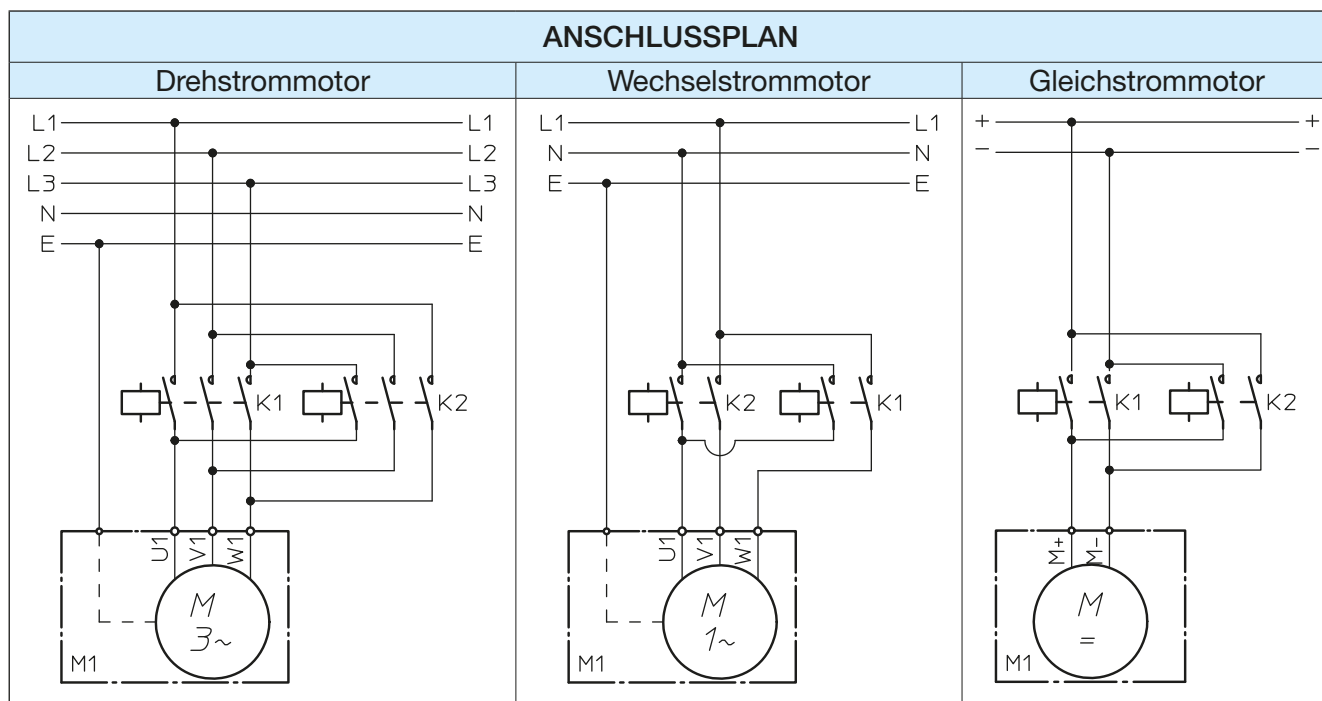 ANSCHLUSSPLAN
Drehstrommotor
L1 L1
L2 L2
L3 L3
N N
E E
K1 K2
U1 V1 W1
M
3~
M1
Wechselstrommotor
L1 L1
N N
E E
K2 K1
U1 V1 W1
M
1~
M1
Gleichstrommotor
+ +
− −
K1 K2
M+ M-
M
=
M1